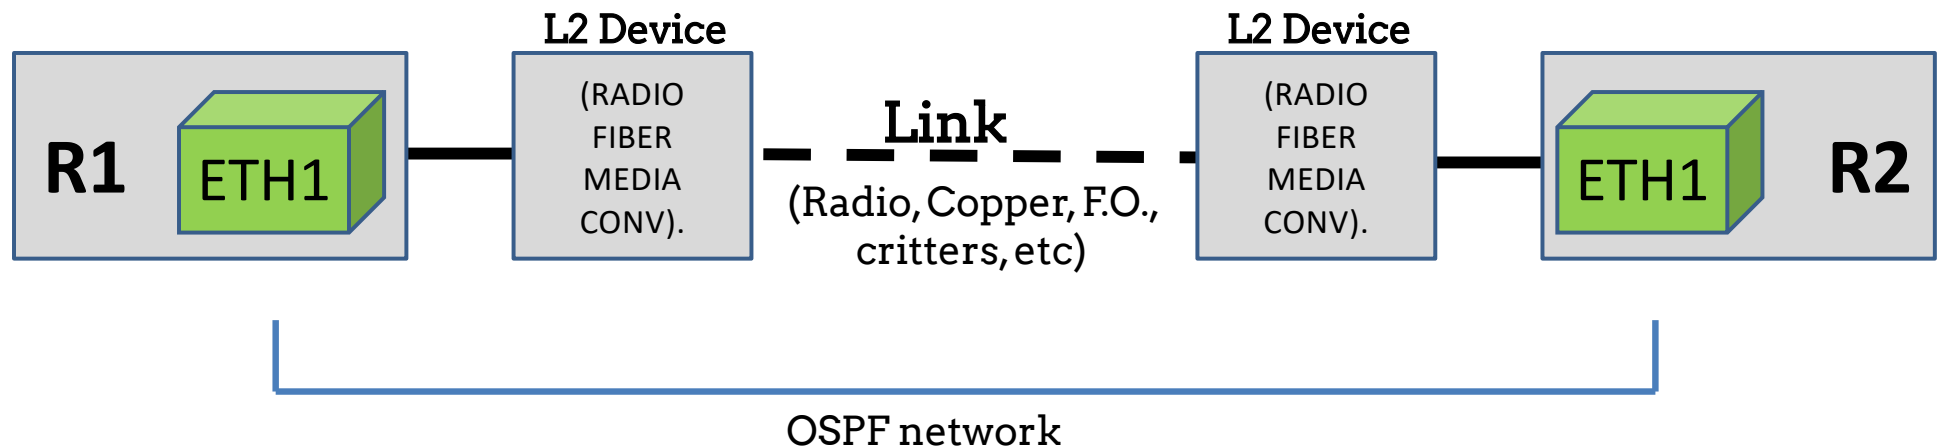 L2 Device
L2 Device
R1
ETH1
(RADIO
FIBER
MEDIA
CONV).
Link
(Radio, Copper, F.O.,
critters, etc)
(RADIO
FIBER
MEDIA
CONV).
ETH1
R2
OSPF network